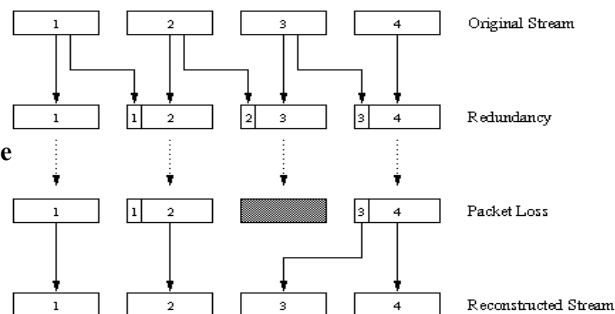 1 2 3 4 Original Stream
1 1 2 2 3 3 4 Redundancy
e
1 1 2 3 4 Packet Loss
1 2 3 4 Reconstructed Stream